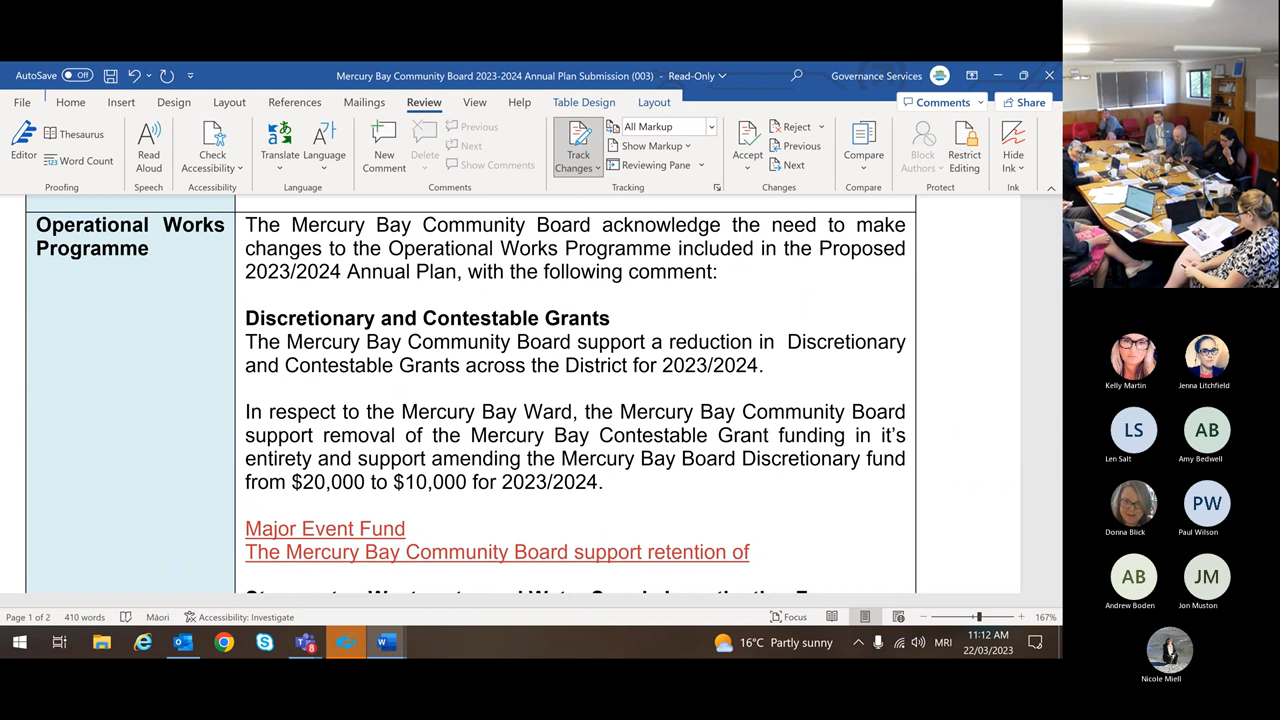 AutoSave Off
Mercury Bay Community Board 2023-2024 Annual Plan Submission (003) - Read-Only
Governance Services
File Home Insert Design Layout References Mailings Review View Help Table Design Layout
Comments Share
Editor
Thesaurus
Word Count
Proofing
Read Aloud
Speech
Check Accessibility
Accessibility
Translate Language
Language
New Comment
Delete
Previous
Next
Show Comments
Comments
Track Changes
All Markup
Show Markup
Reviewing Pane
Tracking
Accept
Reject
Previous
Next
Changes
Compare
Compare
Block Authors
Restrict Editing
Protect
Hide Ink
Ink
Operational Works
Programme
The Mercury Bay Community Board acknowledge the need to make
changes to the Operational Works Programme included in the Proposed
2023/2024 Annual Plan, with the following comment:
Discretionary and Contestable Grants
The Mercury Bay Community Board support a reduction in Discretionary
and Contestable Grants across the District for 2023/2024.
In respect to the Mercury Bay Ward, the Mercury Bay Community Board
support removal of the Mercury Bay Contestable Grant funding in it's
entirety and support amending the Mercury Bay Board Discretionary fund
from $20,000 to $10,000 for 2023/2024.
Major Event Fund
The Mercury Bay Community Board support retention of
Page 1 of 2 410 words Māori Accessibility: Investigate
Focus
167%
16°C Partly sunny
MRI
11:12 AM
22/03/2023
8
Kelly Martin
Jenna Litchfield
LS
Len Salt
AB
Amy Bedwell
Donna Blick
PW
Paul Wilson
AB
Andrew Boden
JM
Jon Muston
Nicole Miell